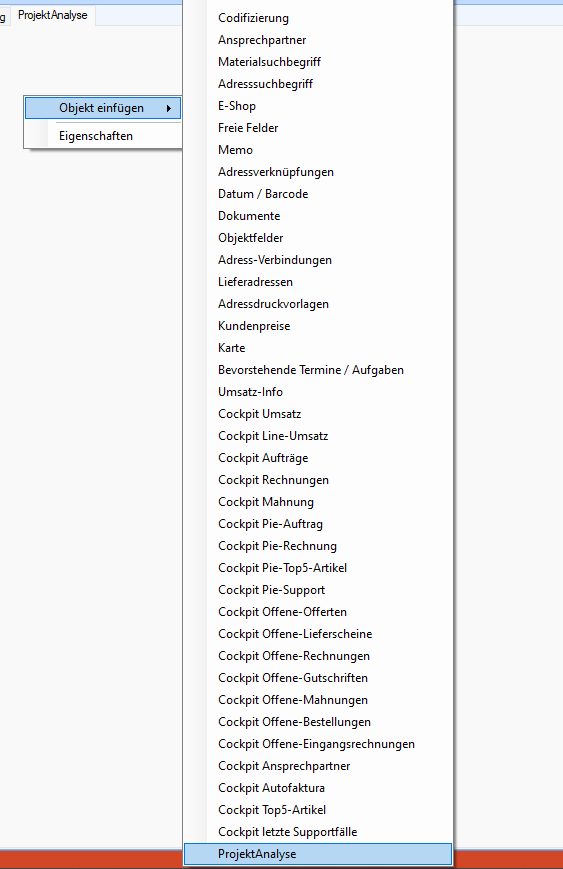 g
ProjektAnalyse
Objekt einfügen
Eigenschaften
Codifizierung
Ansprechpartner
Materialsuchbegriff
Adresssuchbegriff
E-Shop
Freie Felder
Memo
Adressverknüpfungen
Datum / Barcode
Dokumente
Objektfelder
Adress-Verbindungen
Lieferadressen
Adressdruckvorlagen
Kundenpreise
Karte
Bevorstehende Termine / Aufgaben
Umsatz-Info
Cockpit Umsatz
Cockpit Line-Umsatz
Cockpit Aufträge
Cockpit Rechnungen
Cockpit Mahnung
Cockpit Pie-Auftrag
Cockpit Pie-Rechnung
Cockpit Pie-Top5-Artikel
Cockpit Pie-Support
Cockpit Offene-Offerten
Cockpit Offene-Lieferscheine
Cockpit Offene-Rechnungen
Cockpit Offene-Gutschriften
Cockpit Offene-Mahnungen
Cockpit Offene-Bestellungen
Cockpit Offene-Eingangsrechnungen
Cockpit Ansprechpartner
Cockpit Autofaktura
Cockpit Top5-Artikel
Cockpit letzte Supportfälle
ProjektAnalyse